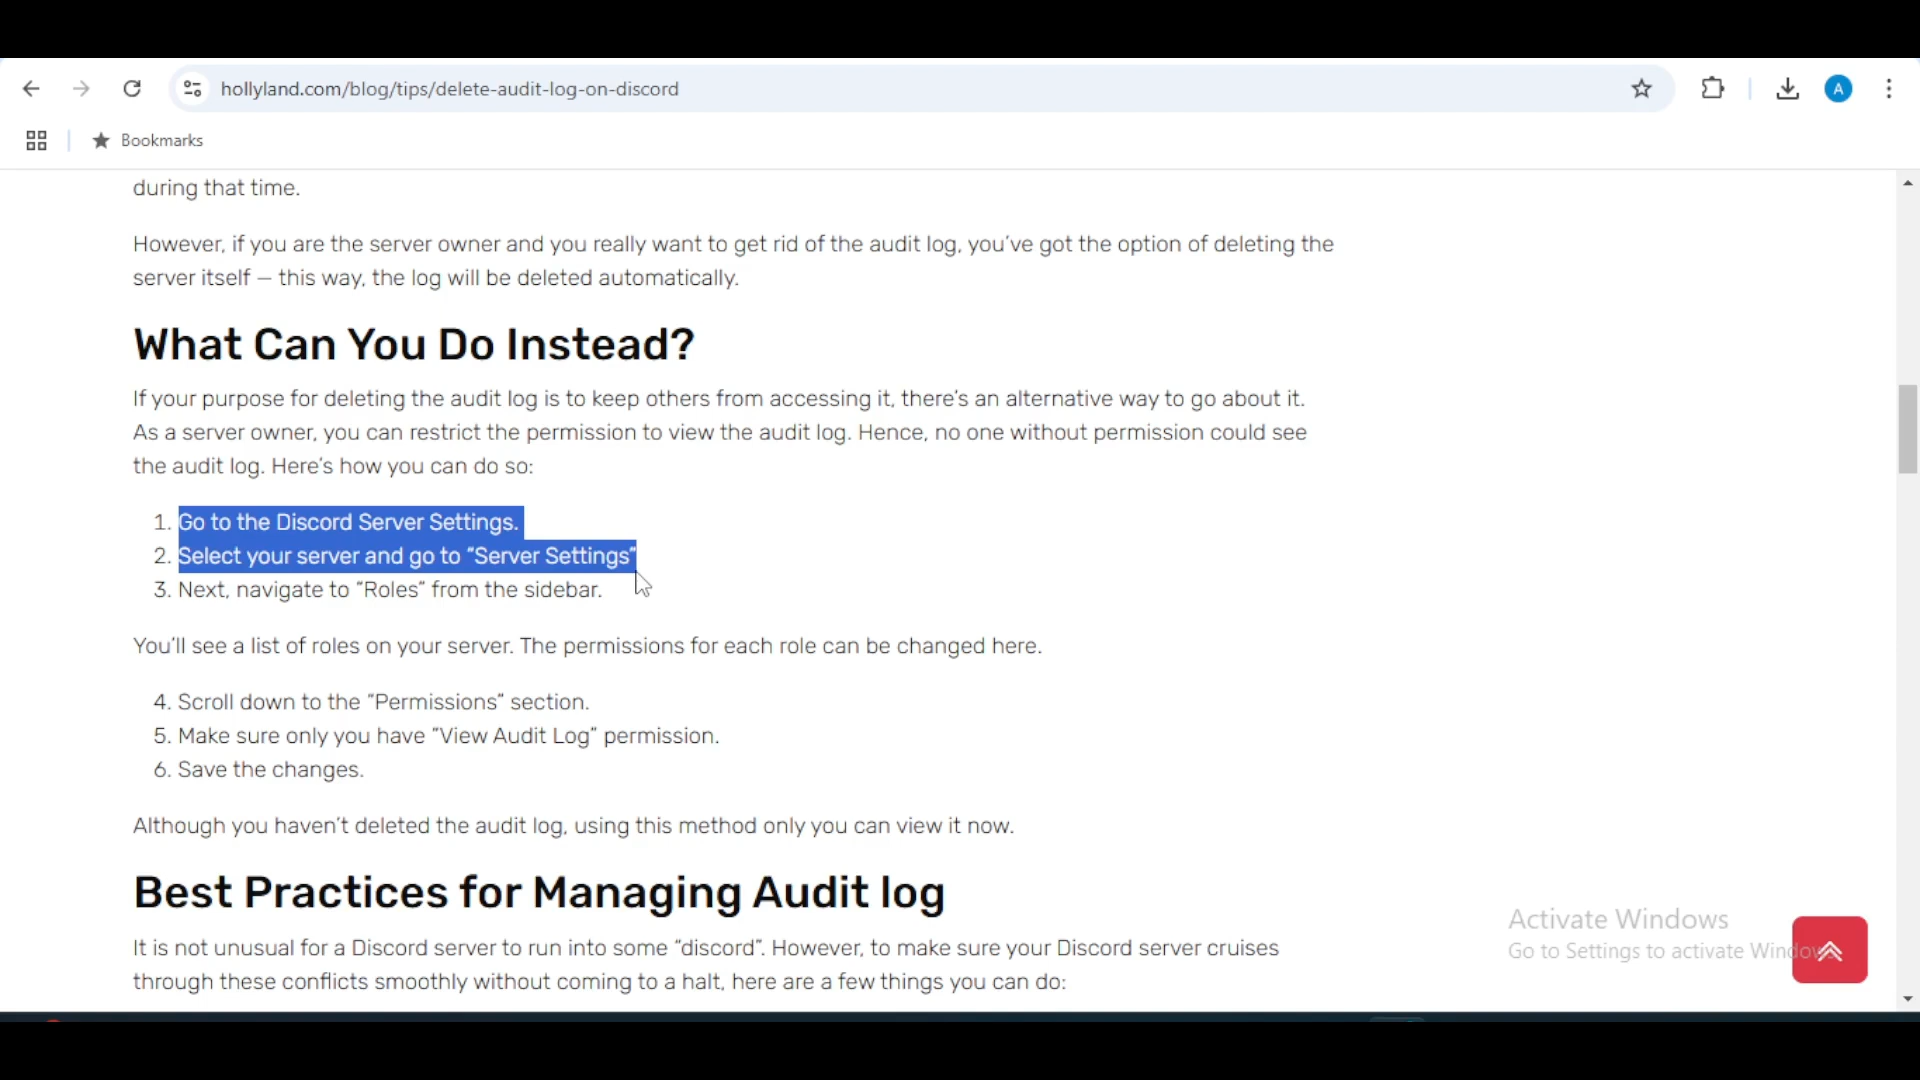 hollyland.com/blog/tips/delete-audit-log-on-discord
A
Bookmarks
during that time.
However, if you are the server owner and you really want to get rid of the audit log, you've got the option of deleting the
server itself – this way, the log will be deleted automatically.
What Can You Do Instead?
If your purpose for deleting the audit log is to keep others from accessing it, there's an alternative way to go about it.
As a server owner, you can restrict the permission to view the audit log. Hence, no one without permission could see
the audit log. Here's how you can do so:
1. Go to the Discord Server Settings.
2. Select your server and go to "Server Settings"
3. Next, navigate to "Roles" from the sidebar.
You'll see a list of roles on your server. The permissions for each role can be changed here.
4. Scroll down to the "Permissions" section.
5. Make sure only you have "View Audit Log" permission.
6. Save the changes.
Although you haven't deleted the audit log, using this method only you can view it now.
Best Practices for Managing Audit log
It is not unusual for a Discord server to run into some "discord". However, to make sure your Discord server cruises
through these conflicts smoothly without coming to a halt, here are a few things you can do:
Activate Windows
Go to Settings to activate Windows.